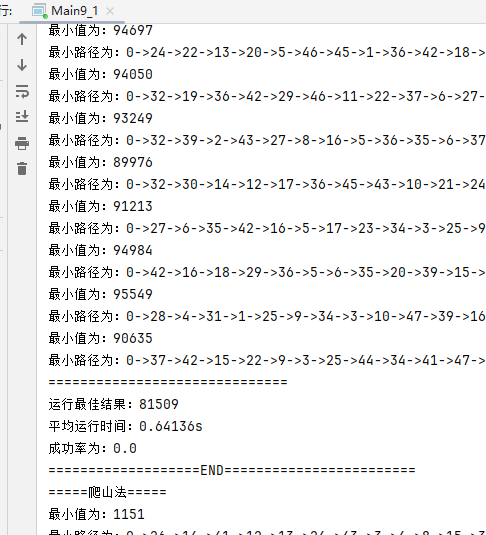 行:
Main9_1 ×
最小值为：94697
最小路径为：0->24->22->13->20->5->46->45->1->36->42->18->
最小值为：94050
最小路径为：0->32->19->36->42->29->46->11->22->37->6->27-
最小值为：93249
最小路径为：0->32->39->2->43->27->8->16->5->36->35->6->37
最小值为：89976
最小路径为：0->32->30->14->12->17->36->45->43->10->21->24
最小值为：91213
最小路径为：0->27->6->35->42->16->5->17->23->34->3->25->9
最小值为：94984
最小路径为：0->42->16->18->29->36->5->6->35->20->39->15->
最小值为：95549
最小路径为：0->28->4->31->1->25->9->34->3->10->47->39->16
最小值为：90635
最小路径为：0->37->42->15->22->9->3->25->44->34->41->47->
==============================
运行最佳结果：81509
平均运行时间：0.64136s
成功率为：0.0
===================END========================
=====爬山法=====
最小值为：1151